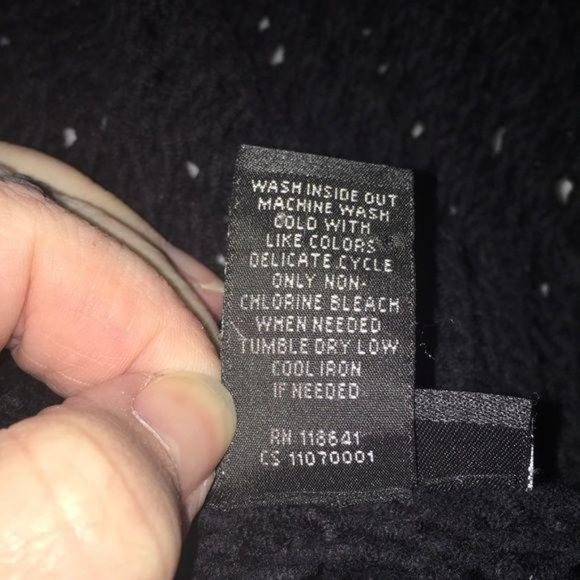 WASH INSIDE OUT
MACHINE WASH
COLD WITH
LIKE COLORS
DELICATE CYCLE
ONLY NON-
CHLORINE BLEACH
WHEN NEEDED
TUMBLE DRY LOW
COOL IRON
IF NEEDED
RN 118641
CS 11070001